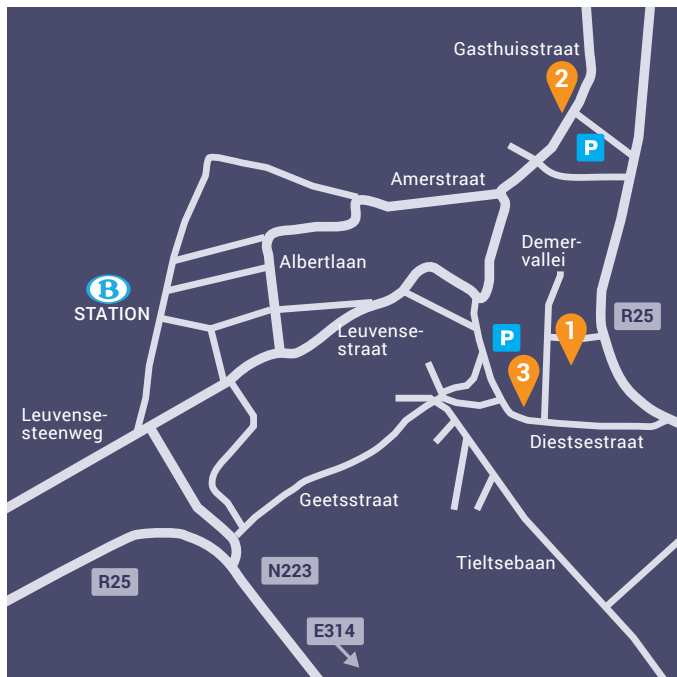 Gasthuisstraat
2
P
Amerstraat
Demer-
vallei
Albertlaan
B
STATION
R25
1
Leuvense-
straat
P
3
Leuvense-
steenweg
Diestsestraat
Geetsstraat
Tieltsebaan
N223
R25
E314